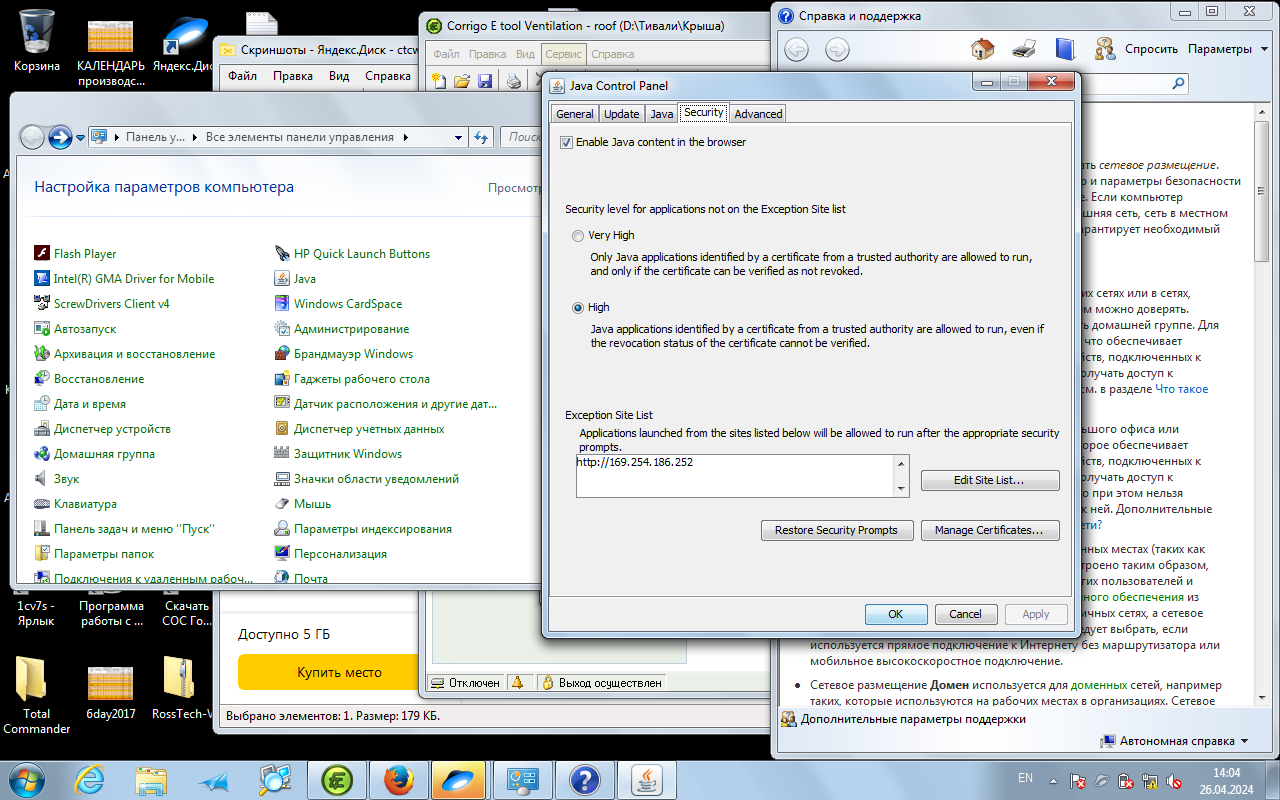 Корзина
КАЛЕНДАРЬ
производс...
Яндекс.Ди
Скриншоты - Яндекс.Диск - ctcw
Файл Правка Вид Справка
Corrigo E tool Ventilation - roof (D:\Тивали\Крыша)
Файл Правка Вид Сервис Справка
Справка и поддержка
Спросить Параметры
Панель у... Все элементы панели управления
Поиск
Настройка параметров компьютера
Просмотр
Flash Player
Intel(R) GMA Driver for Mobile
ScrewDrivers Client v4
Автозапуск
Архивация и восстановление
Восстановление
Дата и время
Диспетчер устройств
Домашняя группа
Звук
Клавиатура
Панель задач и меню "Пуск"
Параметры папок
Подключения к удаленным рабоч...
HP Quick Launch Buttons
Java
Windows CardSpace
Администрирование
Брандмауэр Windows
Гаджеты рабочего стола
Датчик расположения и другие дат...
Диспетчер учетных данных
Защитник Windows
Значки области уведомлений
Мышь
Параметры индексирования
Персонализация
Почта
Java Control Panel
General Update Java Security Advanced
Enable Java content in the browser
Security level for applications not on the Exception Site list
Very High
Only Java applications identified by a certificate from a trusted authority are allowed to run,
and only if the certificate can be verified as not revoked.
High
Java applications identified by a certificate from a trusted authority are allowed to run, even if
the revocation status of the certificate cannot be verified.
Exception Site List
Applications launched from the sites listed below will be allowed to run after the appropriate security
prompts.
http://169.254.186.252
Edit Site List...
Restore Security Prompts Manage Certificates...
OK Cancel Apply
ать сетевое размещение.
р и параметры безопасности
е. Если компьютер
шняя сеть, сеть в местном
арантирует необходимый
их сетях или в сетях,
м можно доверять.
ь домашней группе. Для
что обеспечивает
йств, подключенных к
олучать доступ к
см. в разделе Что такое
ьшого офиса или
орое обеспечивает
йств, подключенных к
олучать доступ к
о при этом нельзя
к ней. Дополнительные
ети?
нных местах (таких как
троено таким образом,
гих пользователей и
тного обеспечения из
ичных сетях, а сетевое
едует выбрать, если
используется прямое подключение к Интернету без маршрутизатора или
мобильное высокоскоростное подключение.
• Сетевое размещение Домен используется для доменных сетей, например
таких, которые используются на рабочих местах в организациях. Сетевое
Дополнительные параметры поддержки
Автономная справка
1cv7s -
Ярлык
Программа
работы с ...
Скачать
СОС Го...
Total
Commander
6day2017
RossTech-V
Доступно 5 ГБ
Купить место
Выбрано элементов: 1. Размер: 179 КБ.
Отключен Выход осуществлен
EN
14:04
26.04.2024